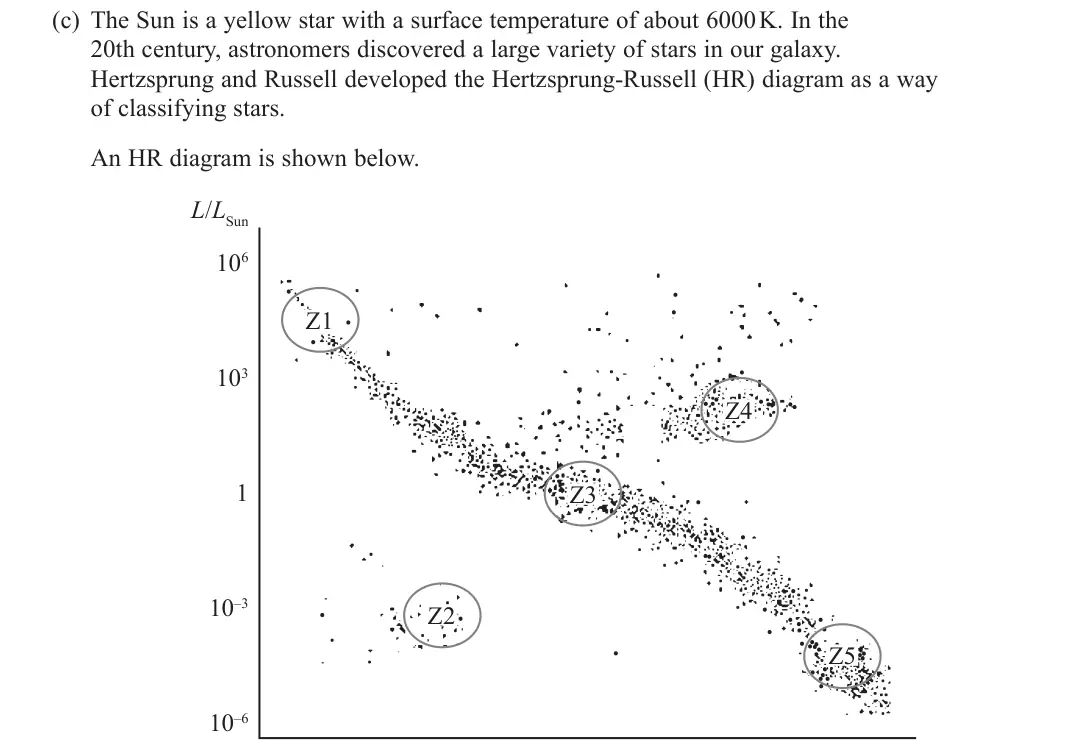 (c) The Sun is a yellow star with a surface temperature of about 6000 K. In the
20th century, astronomers discovered a large variety of stars in our galaxy.
Hertzsprung and Russell developed the Hertzsprung-Russell (HR) diagram as a way
of classifying stars.
An HR diagram is shown below.
L/L_Sun
10⁶
Z1
10³
Z4
1
Z3
10⁻³
Z2
Z5
10⁻⁶